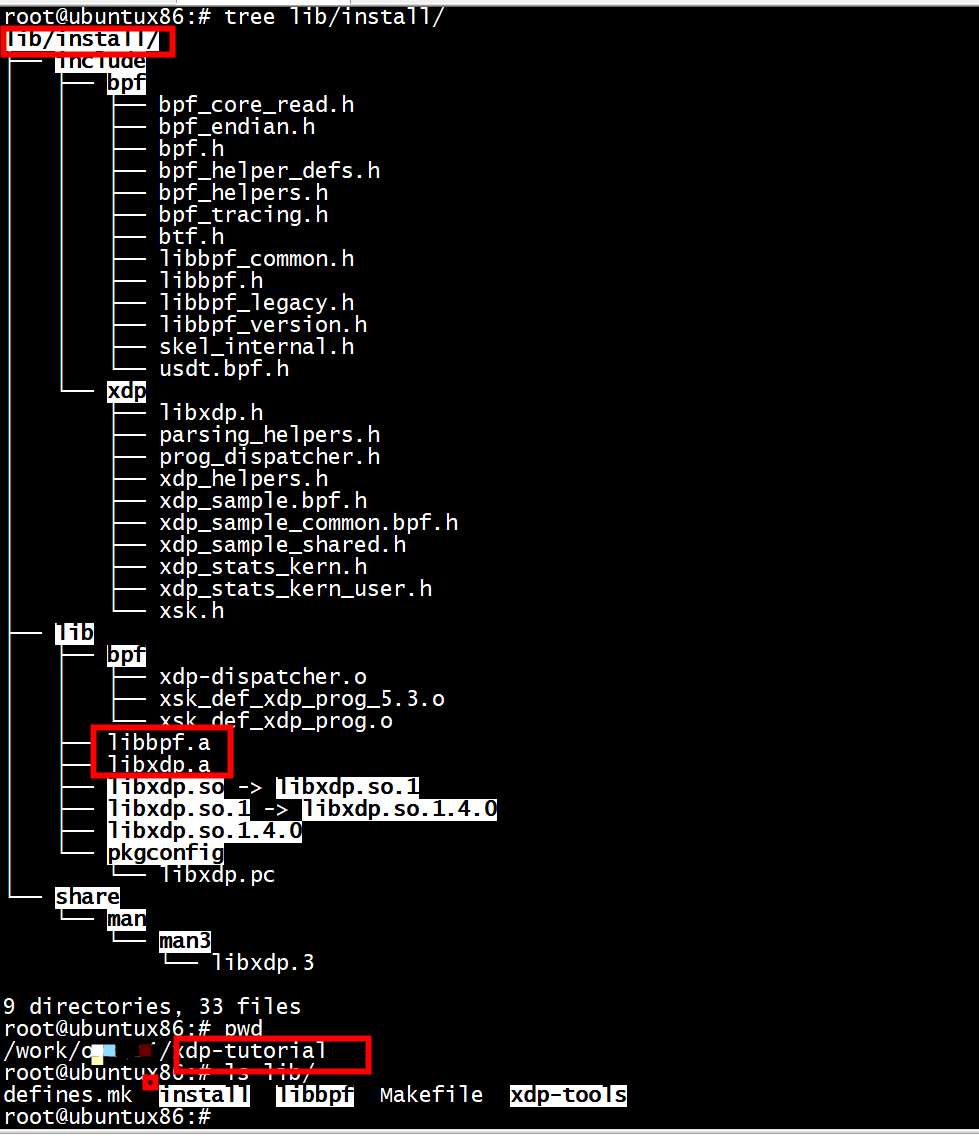 root@ubuntux86:# tree lib/install/
lib/install/
├── include
│   ├── bpf
│   │   ├── bpf_core_read.h
│   │   ├── bpf_endian.h
│   │   ├── bpf.h
│   │   ├── bpf_helper_defs.h
│   │   ├── bpf_helpers.h
│   │   ├── bpf_tracing.h
│   │   ├── btf.h
│   │   ├── libbpf_common.h
│   │   ├── libbpf.h
│   │   ├── libbpf_legacy.h
│   │   ├── libbpf_version.h
│   │   ├── skel_internal.h
│   │   └── usdt.bpf.h
│   └── xdp
│       ├── libxdp.h
│       ├── parsing_helpers.h
│       ├── prog_dispatcher.h
│       ├── xdp_helpers.h
│       ├── xdp_sample.bpf.h
│       ├── xdp_sample_common.bpf.h
│       ├── xdp_sample_shared.h
│       ├── xdp_stats_kern.h
│       ├── xdp_stats_kern_user.h
│       └── xsk.h
├── lib
│   ├── bpf
│   │   ├── xdp-dispatcher.o
│   │   ├── xsk_def_xdp_prog_5.3.o
│   │   └── xsk_def_xdp_prog.o
│   ├── libbpf.a
│   ├── libxdp.a
│   ├── libxdp.so -> libxdp.so.1
│   ├── libxdp.so.1 -> libxdp.so.1.4.0
│   ├── libxdp.so.1.4.0
│   └── pkgconfig
│       └── libxdp.pc
└── share
    └── man
        └── man3
            └── libxdp.3
9 directories, 33 files
root@ubuntux86:# pwd
/work/ /xdp-tutorial
root@ubuntux86:# ls lib/
defines.mk install libbpf Makefile xdp-tools
root@ubuntux86:#